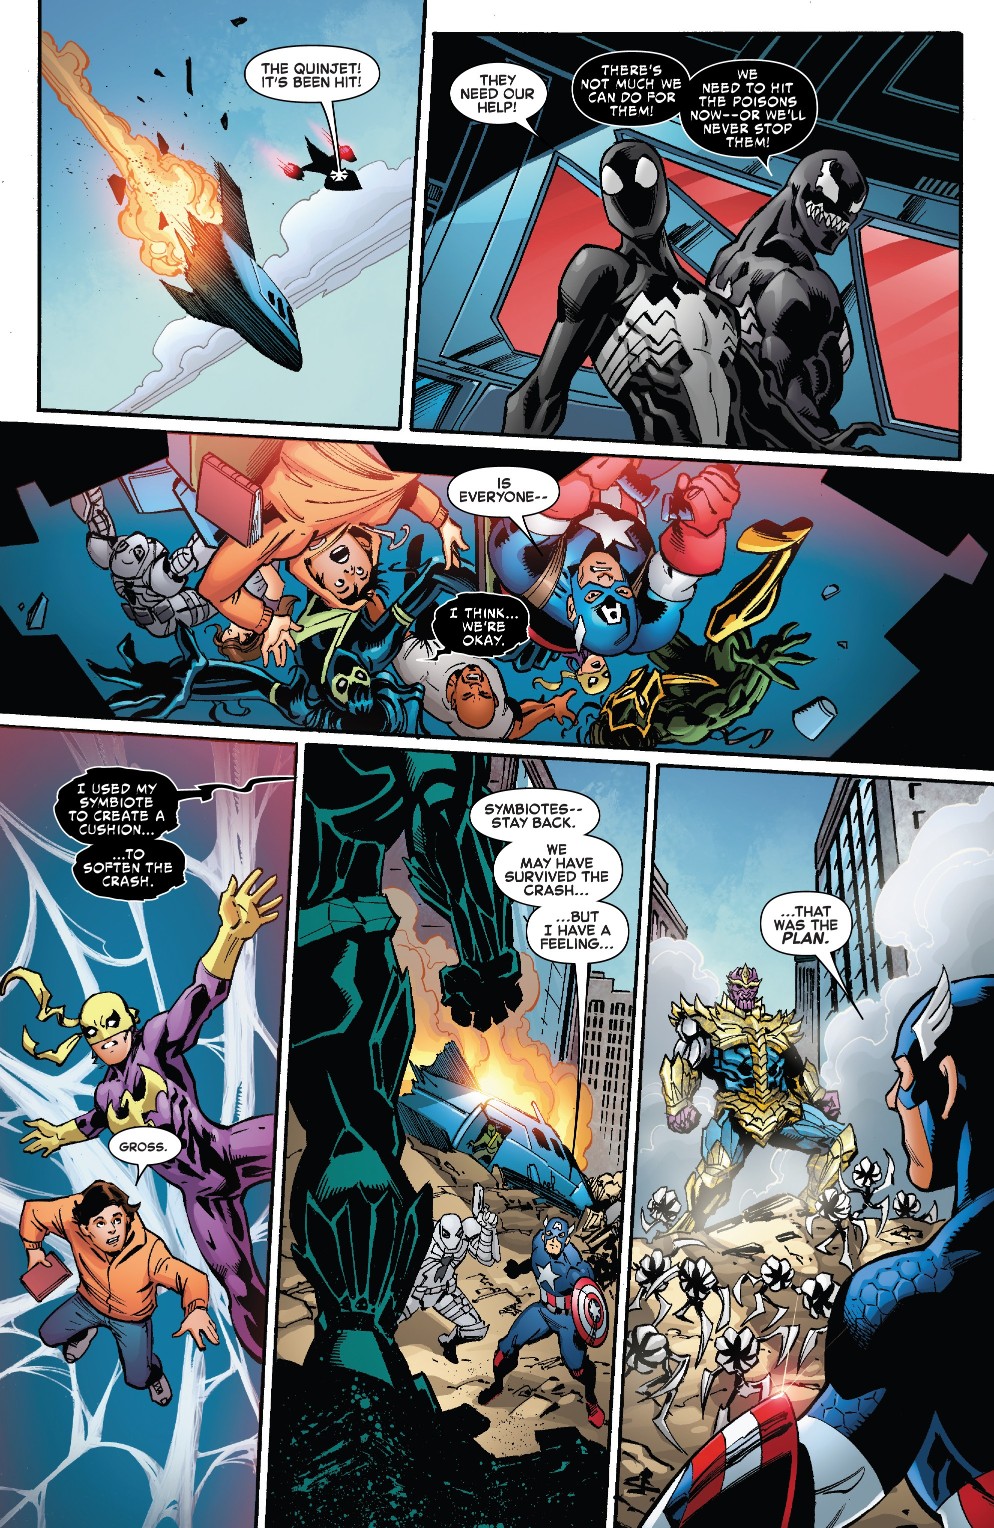 THE QUINJET!
IT'S BEEN HIT!
THEY
NEED OUR
HELP!
THERE'S
NOT MUCH WE
CAN DO FOR
THEM!
WE
NEED TO HIT
THE POISONS
NOW--OR WE'LL
NEVER STOP
THEM!
IS
EVERYONE--
I THINK...
WE'RE
OKAY.
I USED MY
SYMBIOTE
TO CREATE A
CUSHION...
...TO
SOFTEN THE
CRASH.
GROSS.
SYMBIOTES--
STAY BACK.
WE
MAY HAVE
SURVIVED THE
CRASH...
...BUT
I HAVE A
FEELING...
...THAT
WAS THE
PLAN.